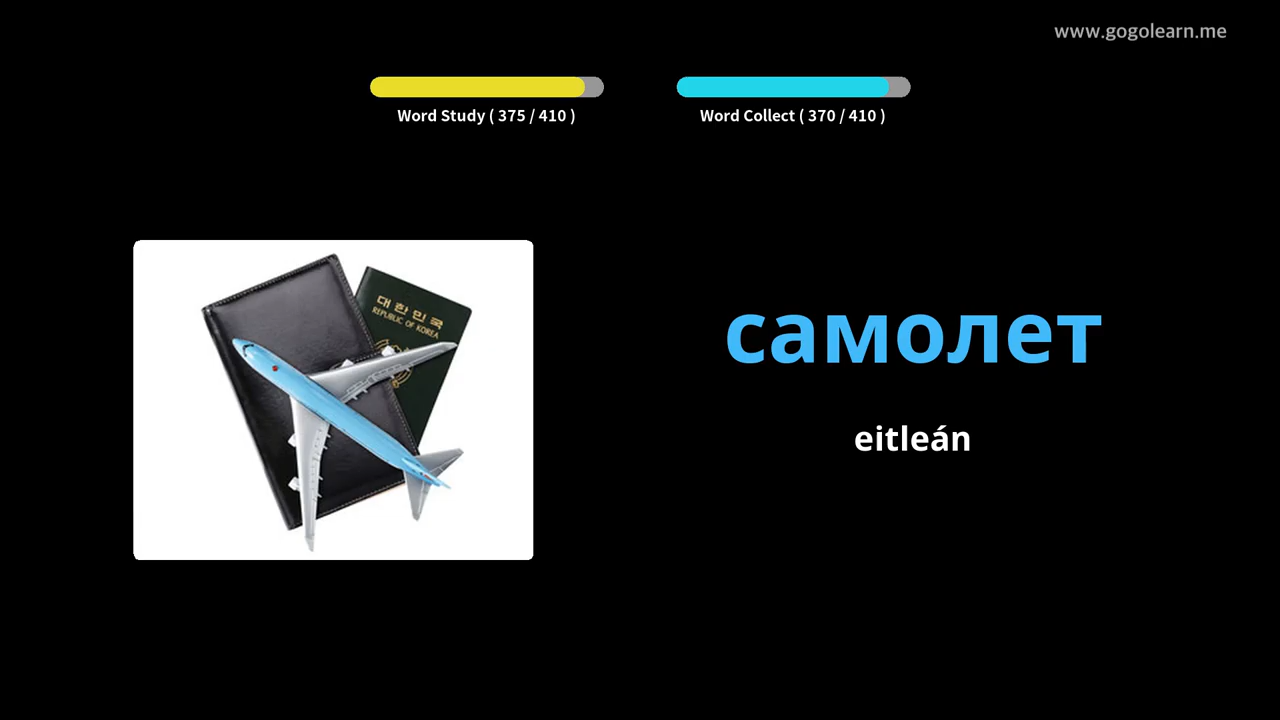 www.gogolearn.me
Word Study ( 375 / 410 )
Word Collect ( 370 / 410 )
대한민국
REPUBLIC OF KOREA
самолет
eitleán